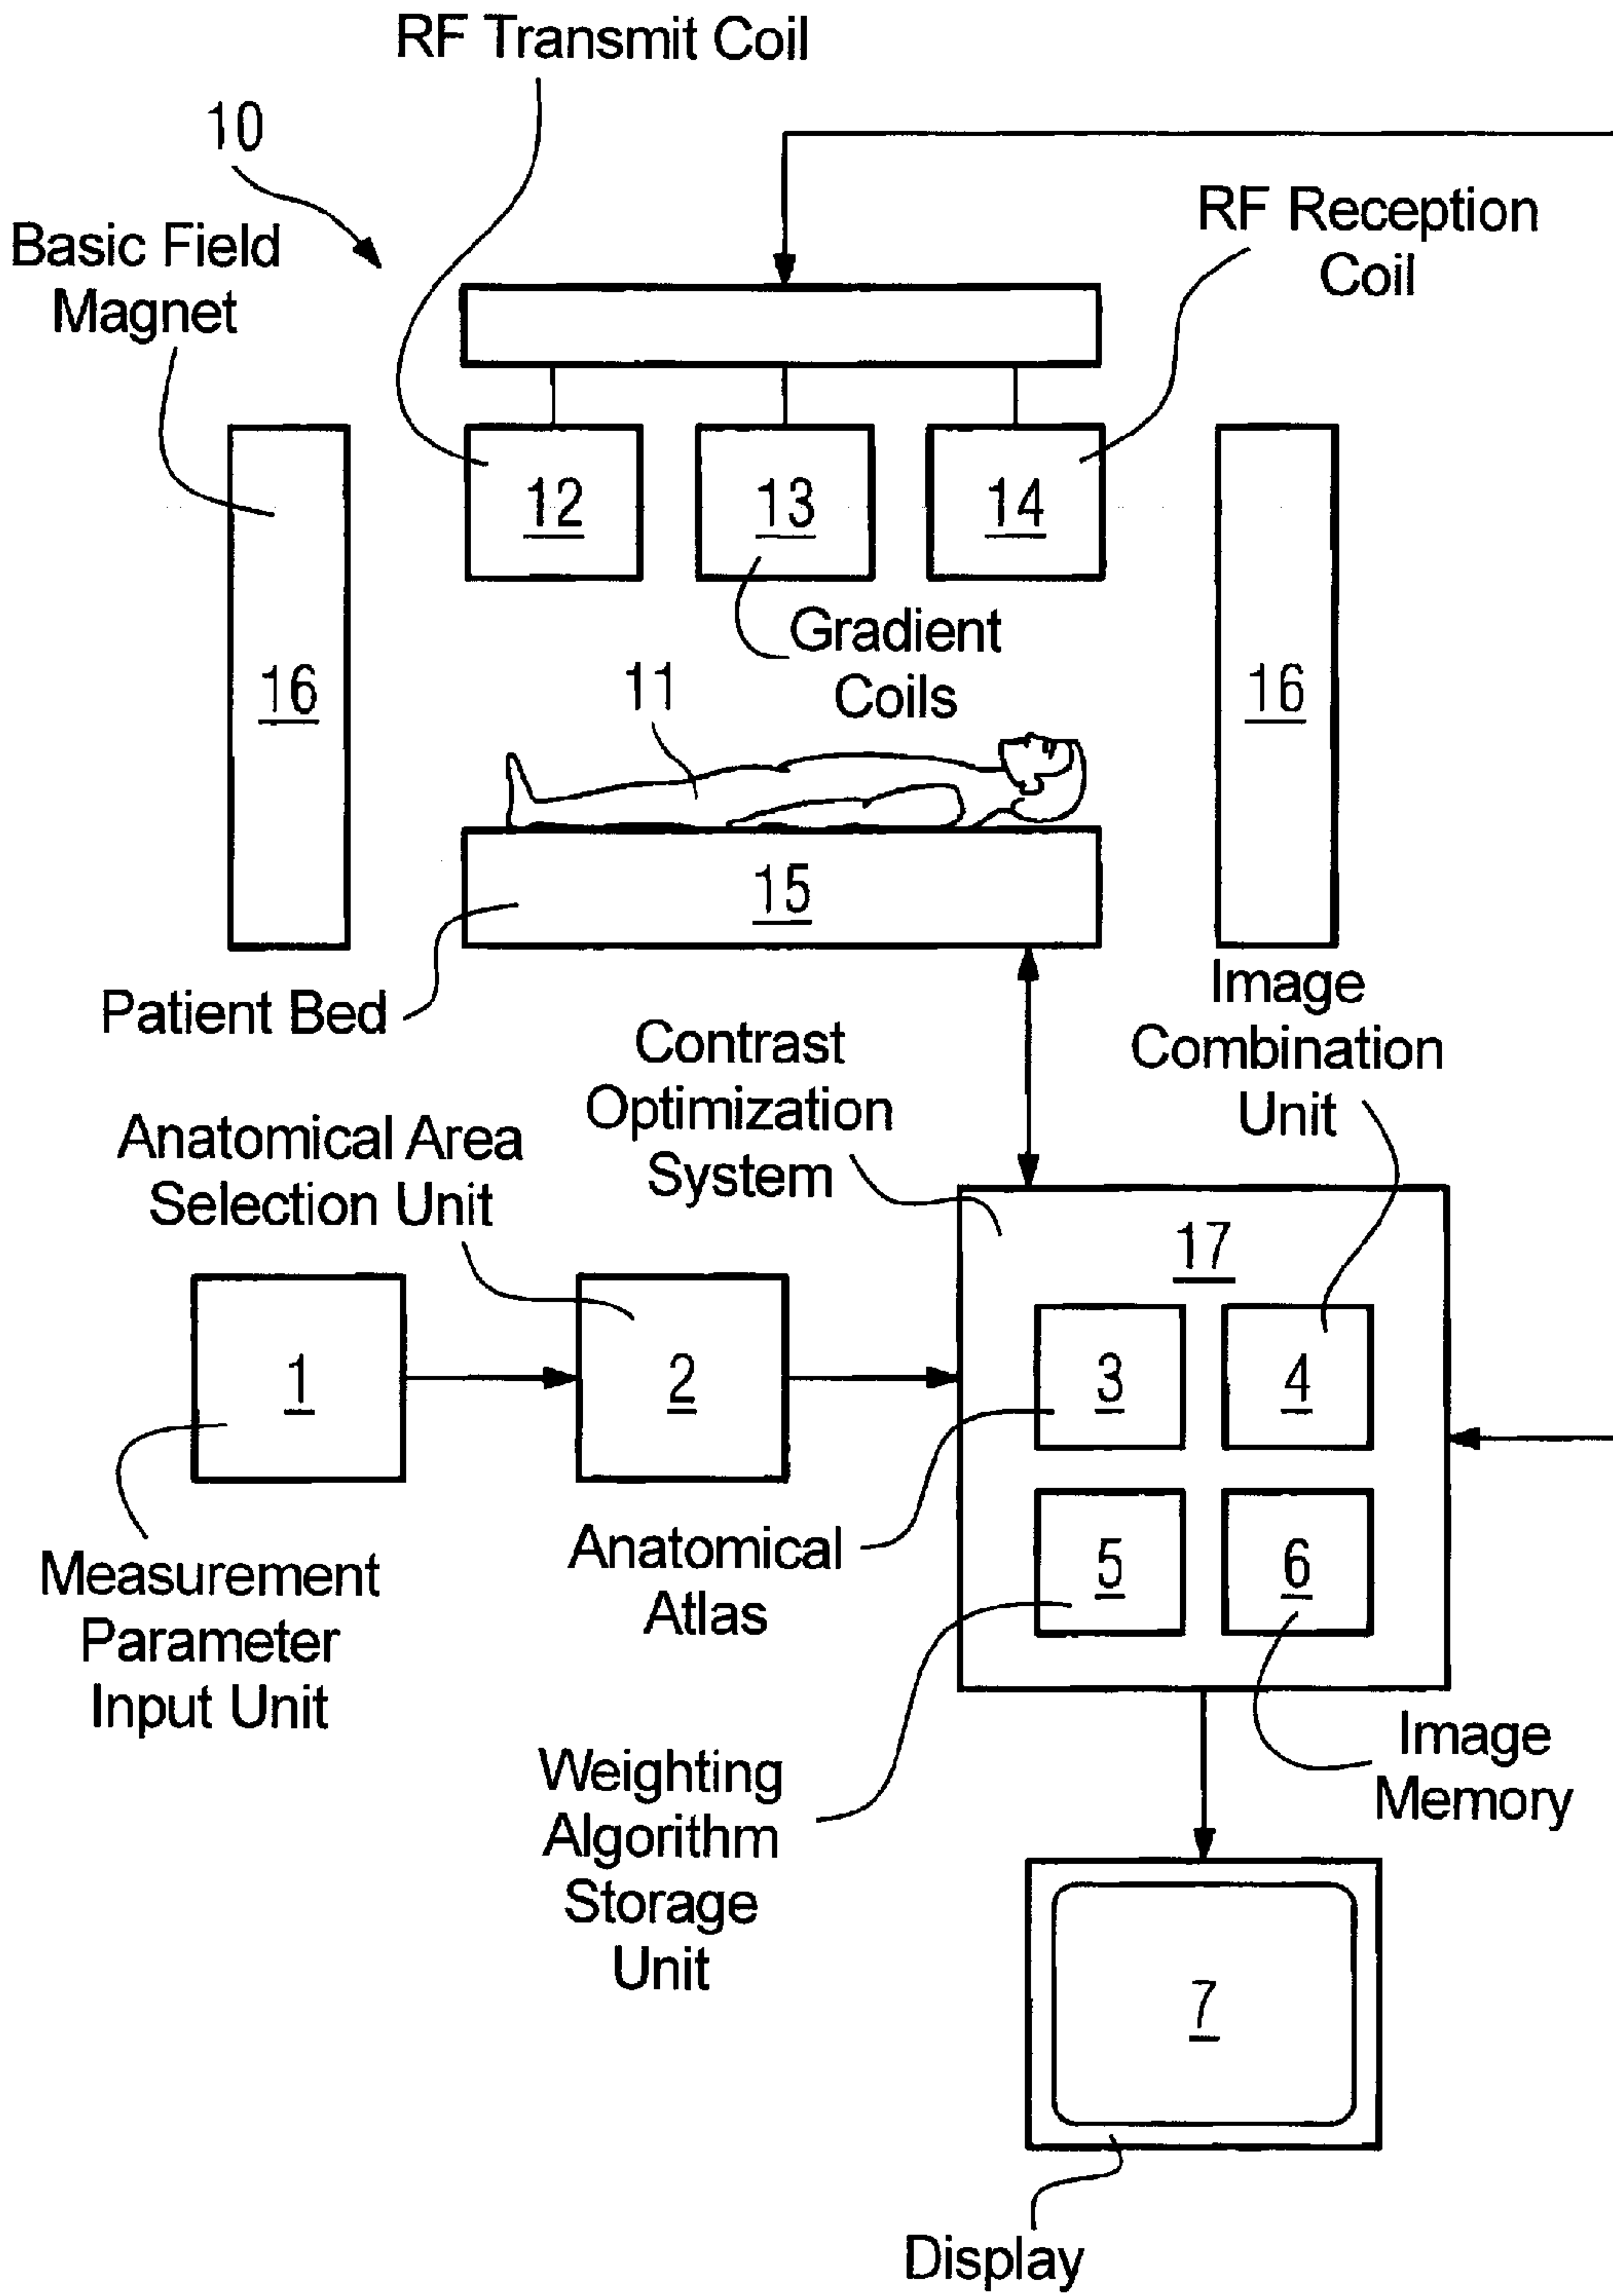 RF Transmit Coil
10
Basic Field
Magnet
RF Reception
Coil
12
13
14
Gradient
Coils
16
16
11
15
Patient Bed
Image
Combination
Unit
Contrast
Optimization
System
Anatomical Area
Selection Unit
17
1
2
3
4
5
6
Anatomical
Atlas
Measurement
Parameter
Input Unit
Weighting
Algorithm
Storage
Unit
Image
Memory
7
Display